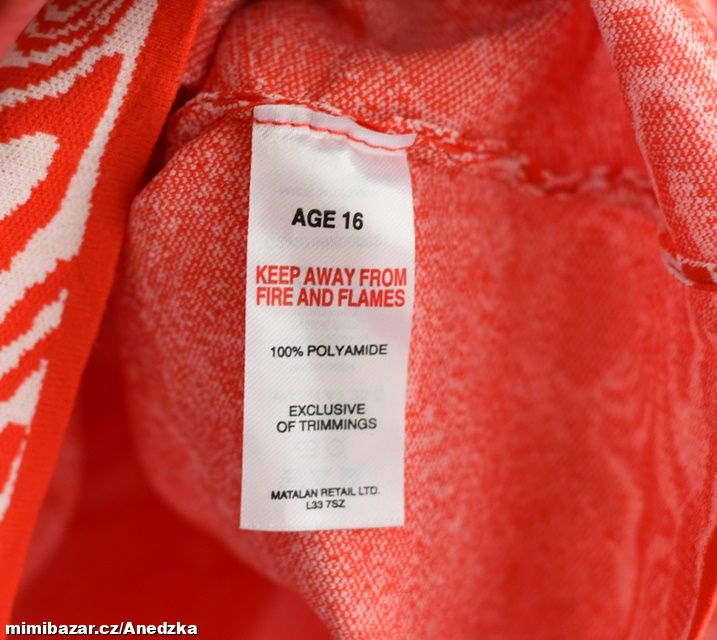 AGE 16
KEEP AWAY FROM
FIRE AND FLAMES
100% POLYAMIDE
EXCLUSIVE
OF TRIMMINGS
MATALAN RETAIL LTD.
L33 7SZ
mimibazar.cz/Anedzka